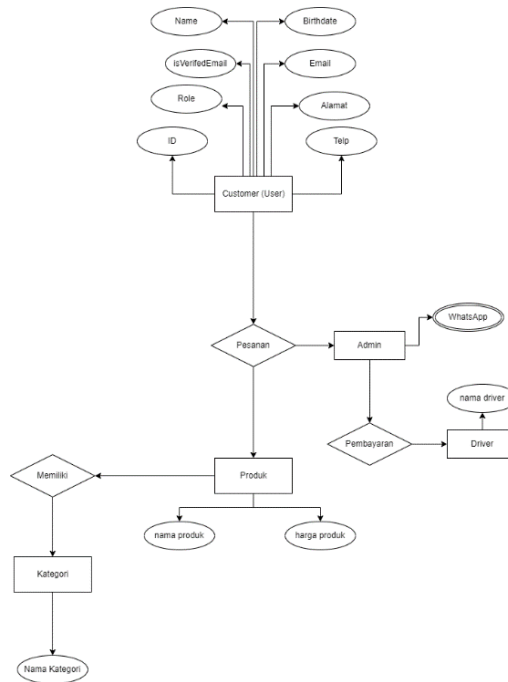 Name
Birthdate
isVerifedEmail
Email
Role
Alamat
ID
Telp
Customer (User)
Pesanan
Admin
WhatsApp
nama driver
Pembayaran
Driver
Memiliki
Produk
nama produk
harga produk
Kategori
Nama Kategori